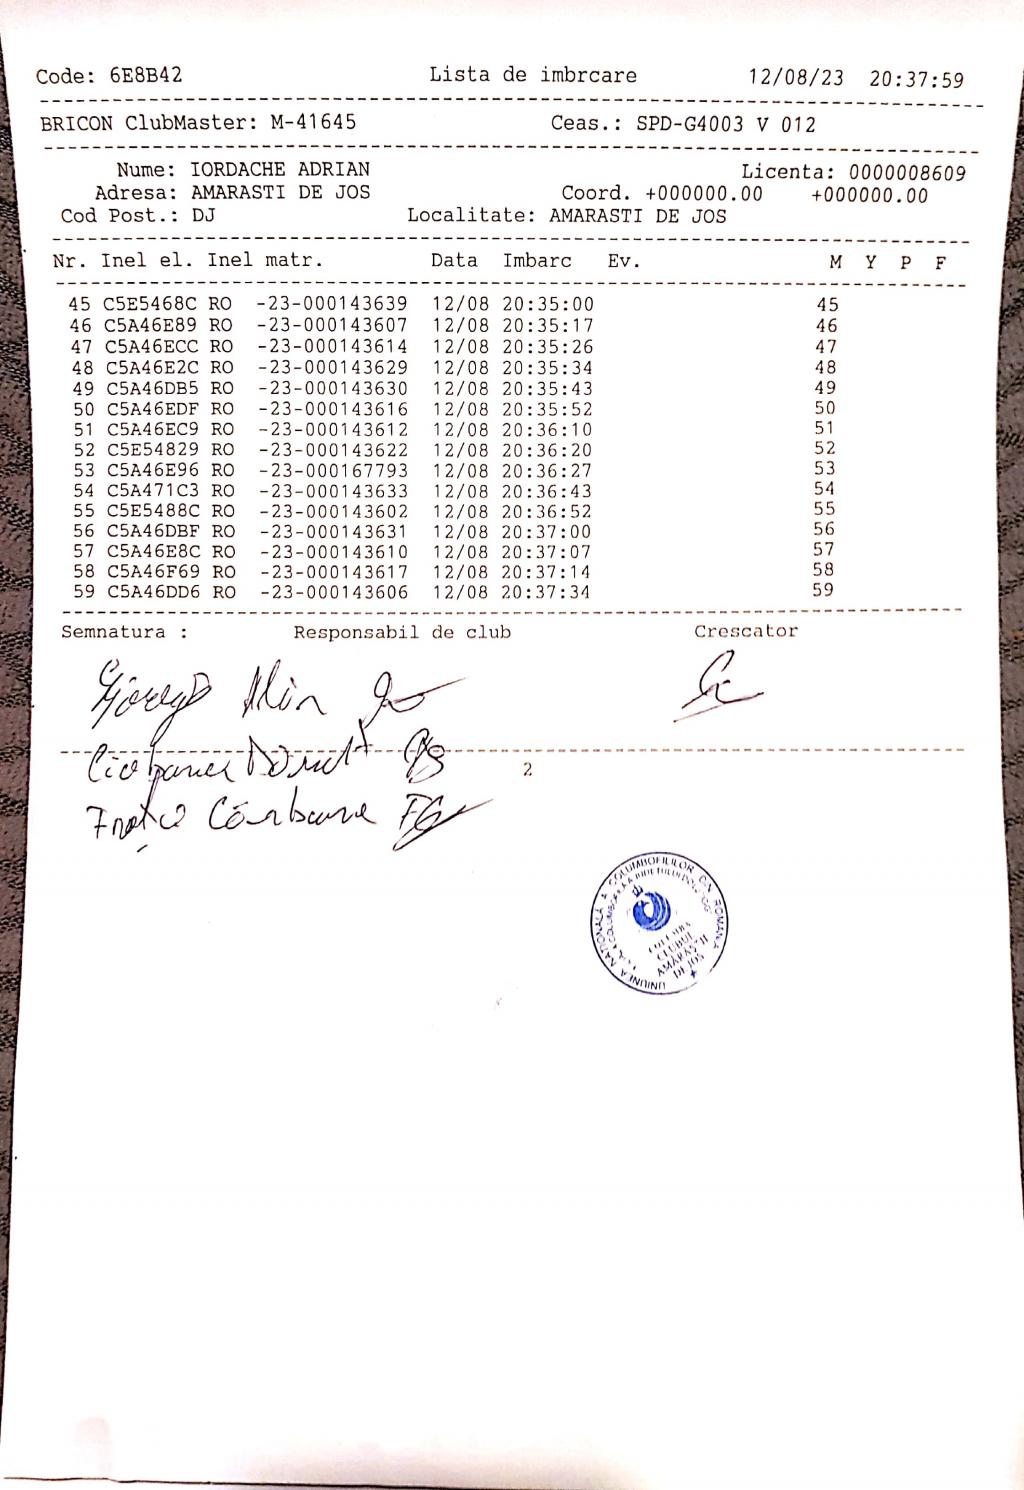 Code: 6E8B42 Lista de imbrcare 12/08/23 20:37:59
BRICON ClubMaster: M-41645 Ceas.: SPD-G4003 V 012
Nume: IORDACHE ADRIAN Licenta: 0000008609
Adresa: AMARASTI DE JOS Coord. +000000.00 +000000.00
Cod Post.: DJ Localitate: AMARASTI DE JOS
Nr. Inel el. Inel matr. Data Imbarc Ev. M Y P F
45 C5E5468C RO -23-000143639 12/08 20:35:00 45
46 C5A46E89 RO -23-000143607 12/08 20:35:17 46
47 C5A46ECC RO -23-000143614 12/08 20:35:26 47
48 C5A46E2C RO -23-000143629 12/08 20:35:34 48
49 C5A46DB5 RO -23-000143630 12/08 20:35:43 49
50 C5A46EDF RO -23-000143616 12/08 20:35:52 50
51 C5A46EC9 RO -23-000143612 12/08 20:36:10 51
52 C5E54829 RO -23-000143622 12/08 20:36:20 52
53 C5A46E96 RO -23-000167793 12/08 20:36:27 53
54 C5A471C3 RO -23-000143633 12/08 20:36:43 54
55 C5E5488C RO -23-000143602 12/08 20:36:52 55
56 C5A46DBF RO -23-000143631 12/08 20:37:00 56
57 C5A46E8C RO -23-000143610 12/08 20:37:07 57
58 C5A46F69 RO -23-000143617 12/08 20:37:14 58
59 C5A46DD6 RO -23-000143606 12/08 20:37:34 59
Semnatura : Responsabil de club Crescator
Alin
2
UNIUNEA NATIONALĂ A COLUMBOFILILOR DIN ROMANIA
CLUBUL
AMARASTII
DE JOS